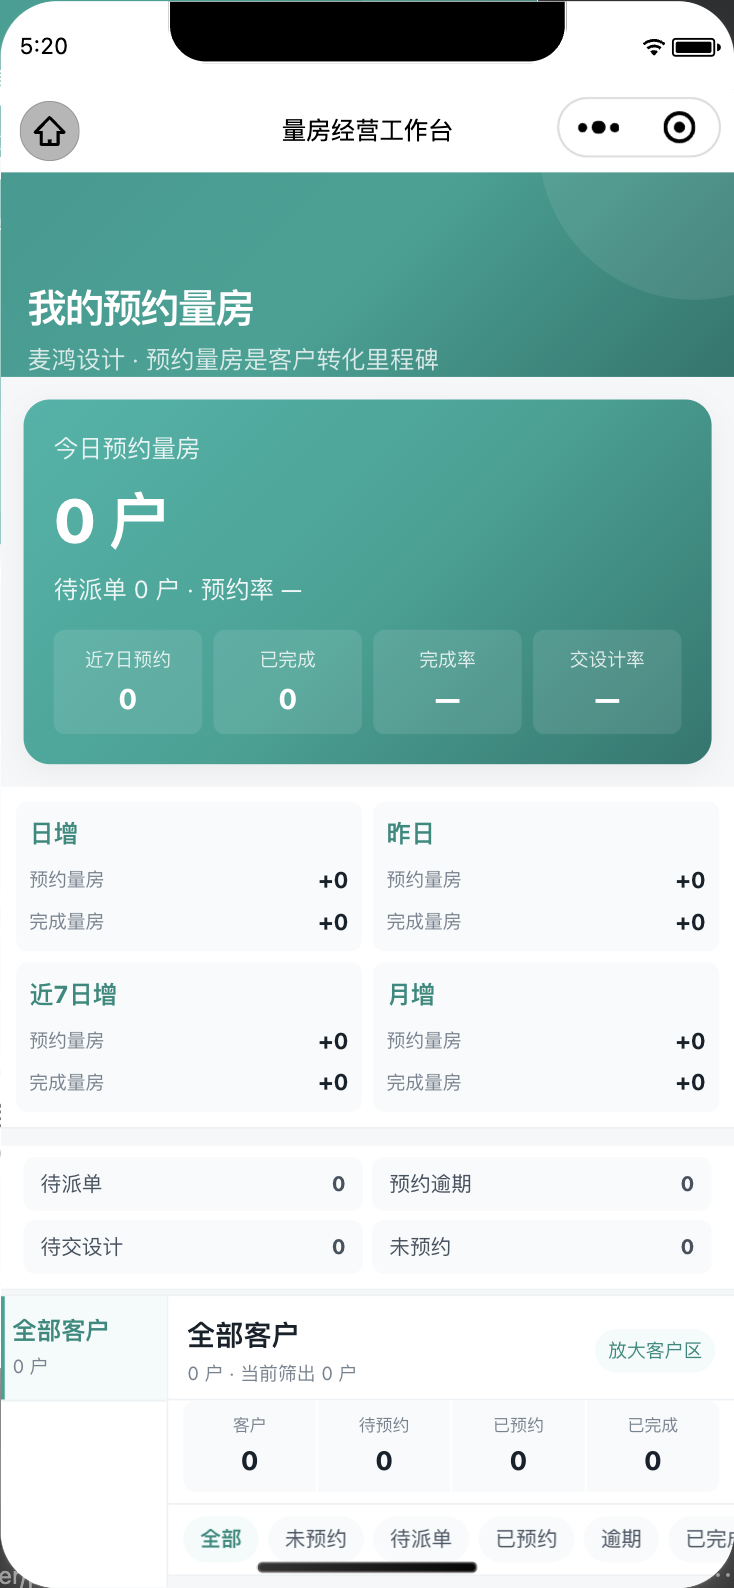 5:20
量房经营工作台
我的预约量房
麦鸿设计 · 预约量房是客户转化里程碑
今日预约量房
0 户
待派单 0 户 · 预约率 —
近7日预约 已完成 完成率 交设计率
0 0 — —
日增 昨日
预约量房 +0 预约量房 +0
完成量房 +0 完成量房 +0
近7日增 月增
预约量房 +0 预约量房 +0
完成量房 +0 完成量房 +0
待派单 0 预约逾期 0
待交设计 0 未预约 0
全部客户
0 户
全部客户
0 户 · 当前筛出 0 户
放大客户区
客户 待预约 已预约 已完成
0 0 0 0
全部 未预约 待派单 已预约 逾期 已完